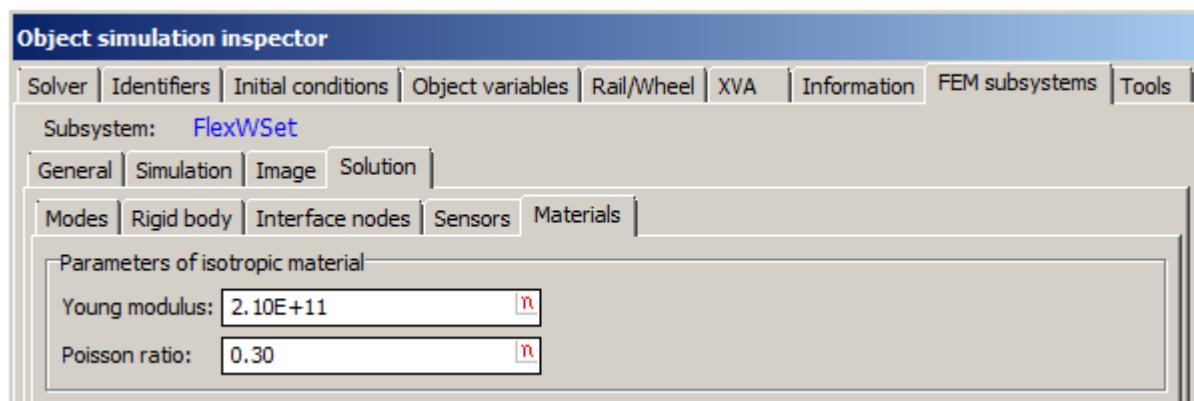 Object simulation inspector
Solver Identifiers Initial conditions Object variables Rail/Wheel XVA Information FEM subsystems Tools
Subsystem: FlexWSet
General Simulation Image Solution
Modes Rigid body Interface nodes Sensors Materials
Parameters of isotropic material
Young modulus: 2.10E+11 n
Poisson ratio: 0.30 n